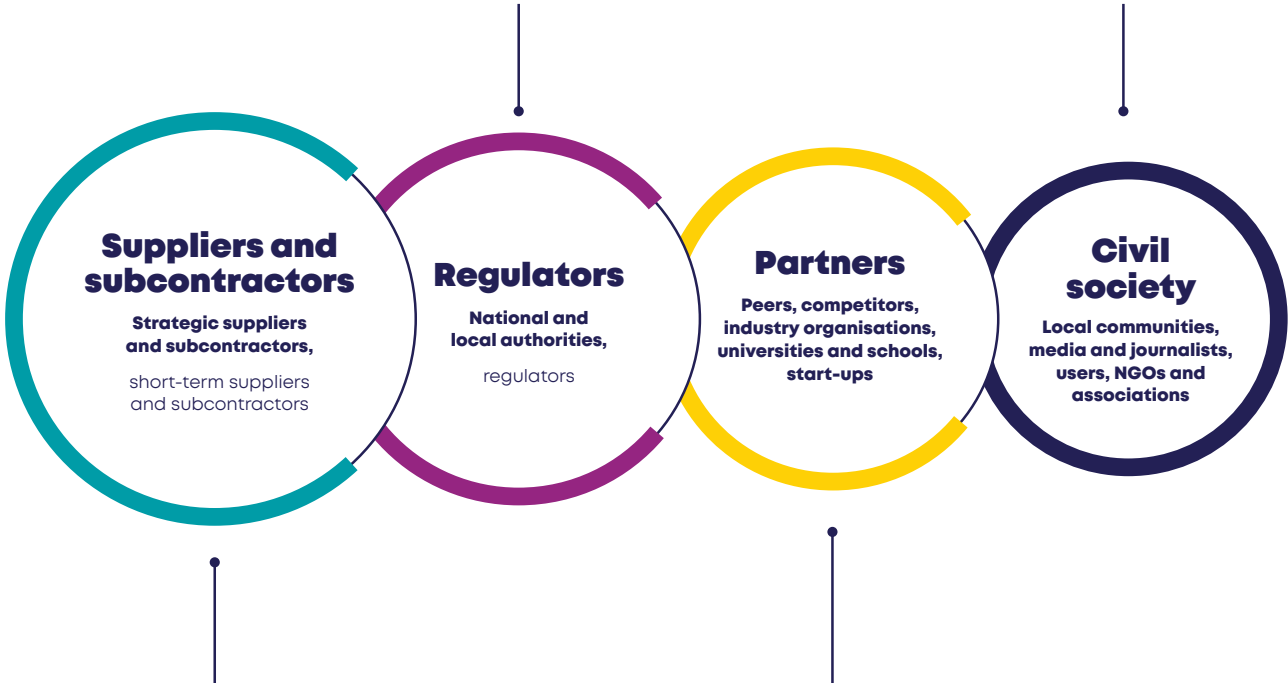 Suppliers and
subcontractors
Strategic suppliers
and subcontractors,
short-term suppliers
and subcontractors
Regulators
National and
local authorities,
regulators
Partners
Peers, competitors,
industry organisations,
universities and schools,
start-ups
Civil
society
Local communities,
media and journalists,
users, NGOs and
associations